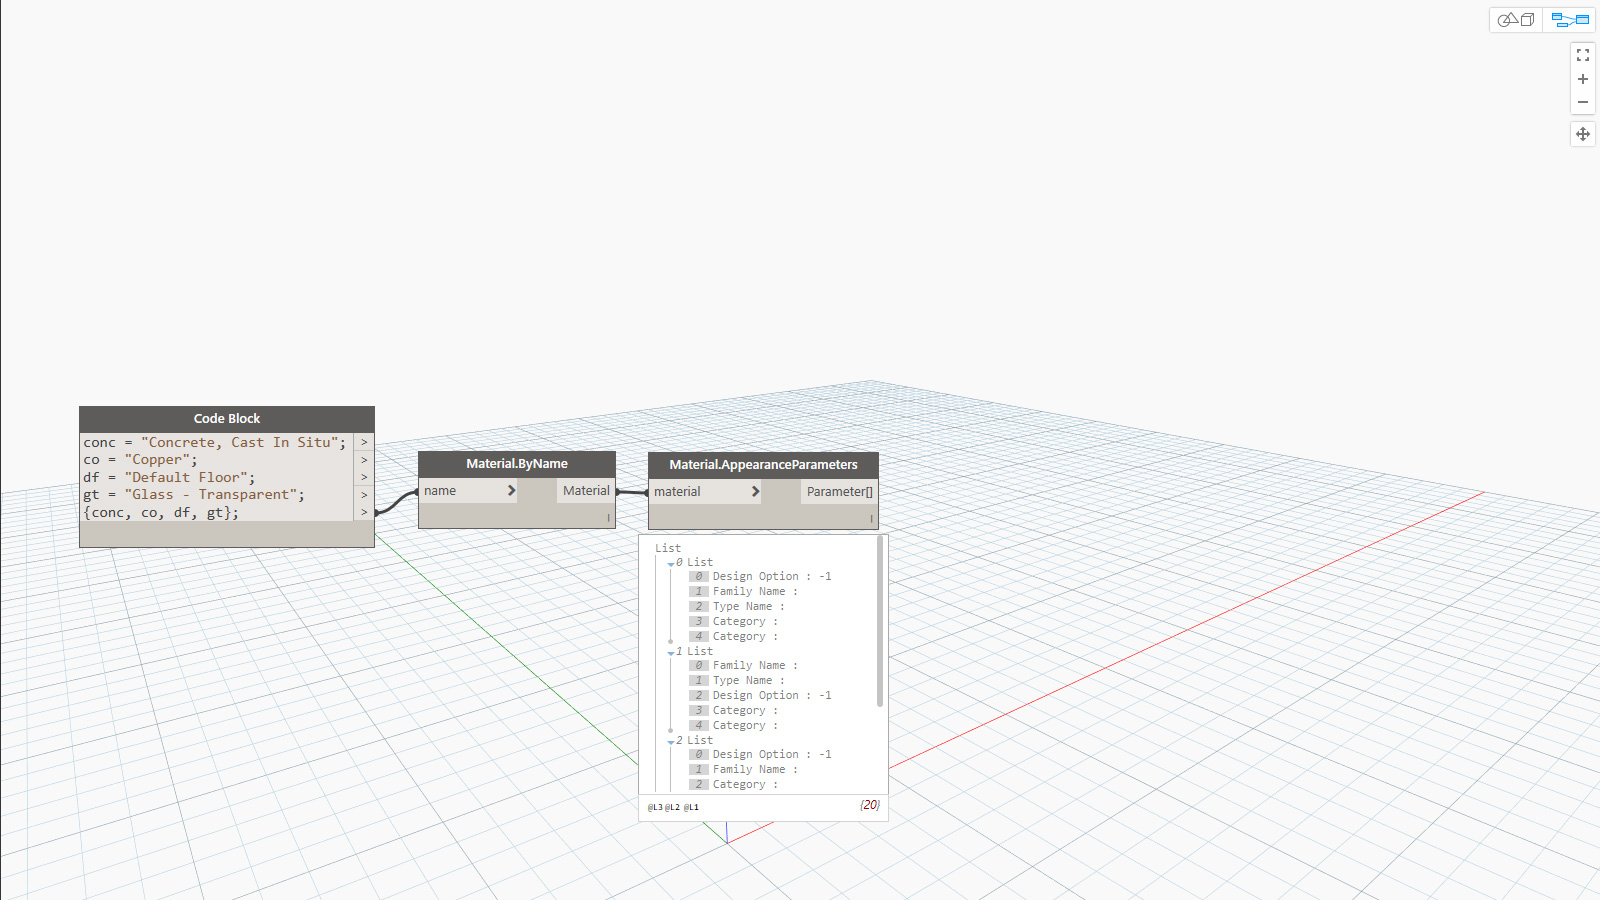 Code Block
conc = "Concrete, Cast In Situ"; >
co = "Copper"; >
df = "Default Floor"; >
gt = "Glass - Transparent"; >
{conc, co, df, gt}; >
Material.ByName
name Material
l
Material.AppearanceParameters
material Parameter[]
l
List
0 List
0 Design Option : -1
1 Family Name :
2 Type Name :
3 Category :
4 Category :
1 List
0 Family Name :
1 Type Name :
2 Design Option : -1
3 Category :
4 Category :
2 List
0 Design Option : -1
1 Family Name :
2 Category :
@L3 @L2 @L1 {20}